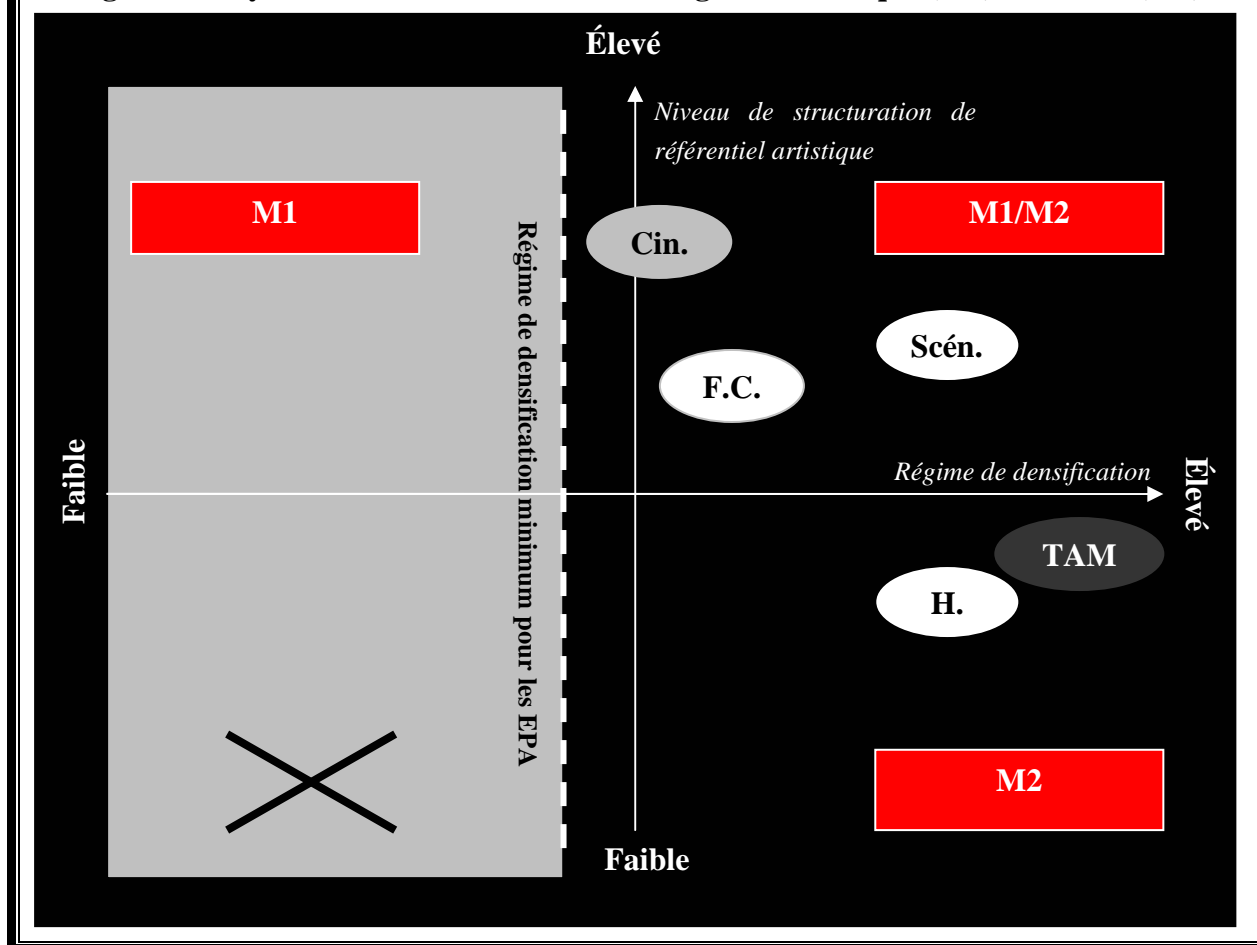 Élevé
Niveau de structuration de
référentiel artistique
M1
M1/M2
Cin.
Régime de densification minimum pour les EPA
Scén.
F.C.
Faible
Régime de densification
Élevé
TAM
H.
M2
Faible